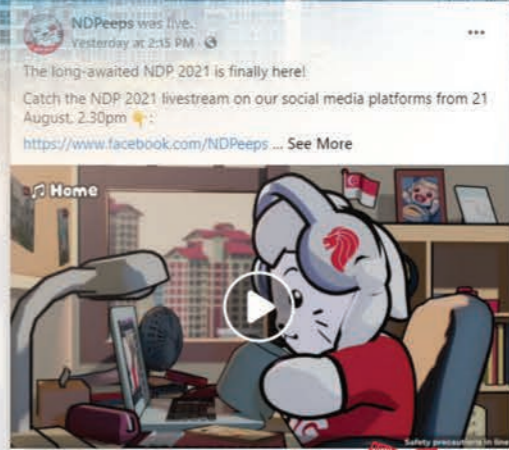 NDPeeps was live.
Yesterday at 2:15 PM
The long-awaited NDP 2021 is finally here!
Catch the NDP 2021 livestream on our social media platforms from 21
August, 2.30pm 👇:
https://www.facebook.com/NDPeeps ... See More
Home
Safety precautions in line